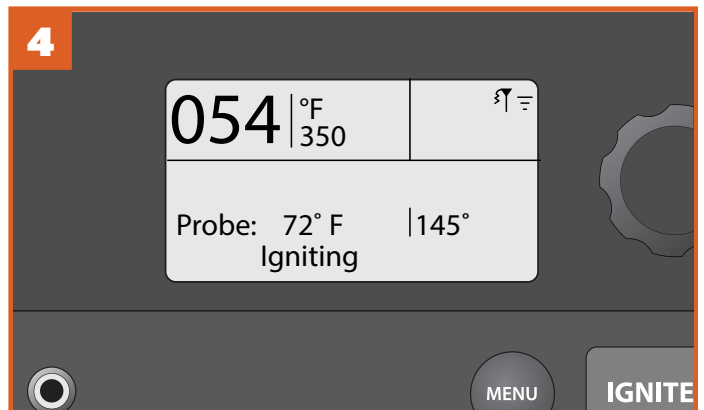 4
054 °F
350
Probe: 72° F 145°
Igniting
MENU
IGNITE